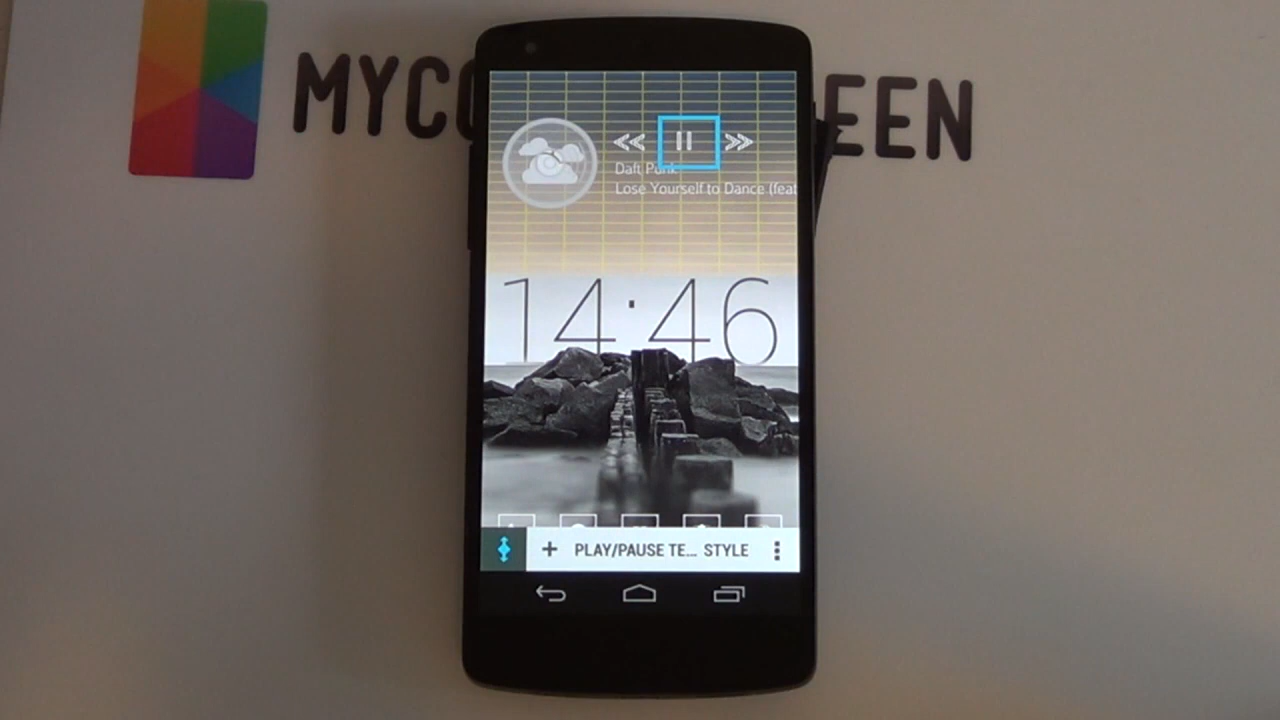 MYCO EEN
Daft Punk
Lose Yourself to Dance (feat
14:46
+ PLAY/PAUSE TE... STYLE